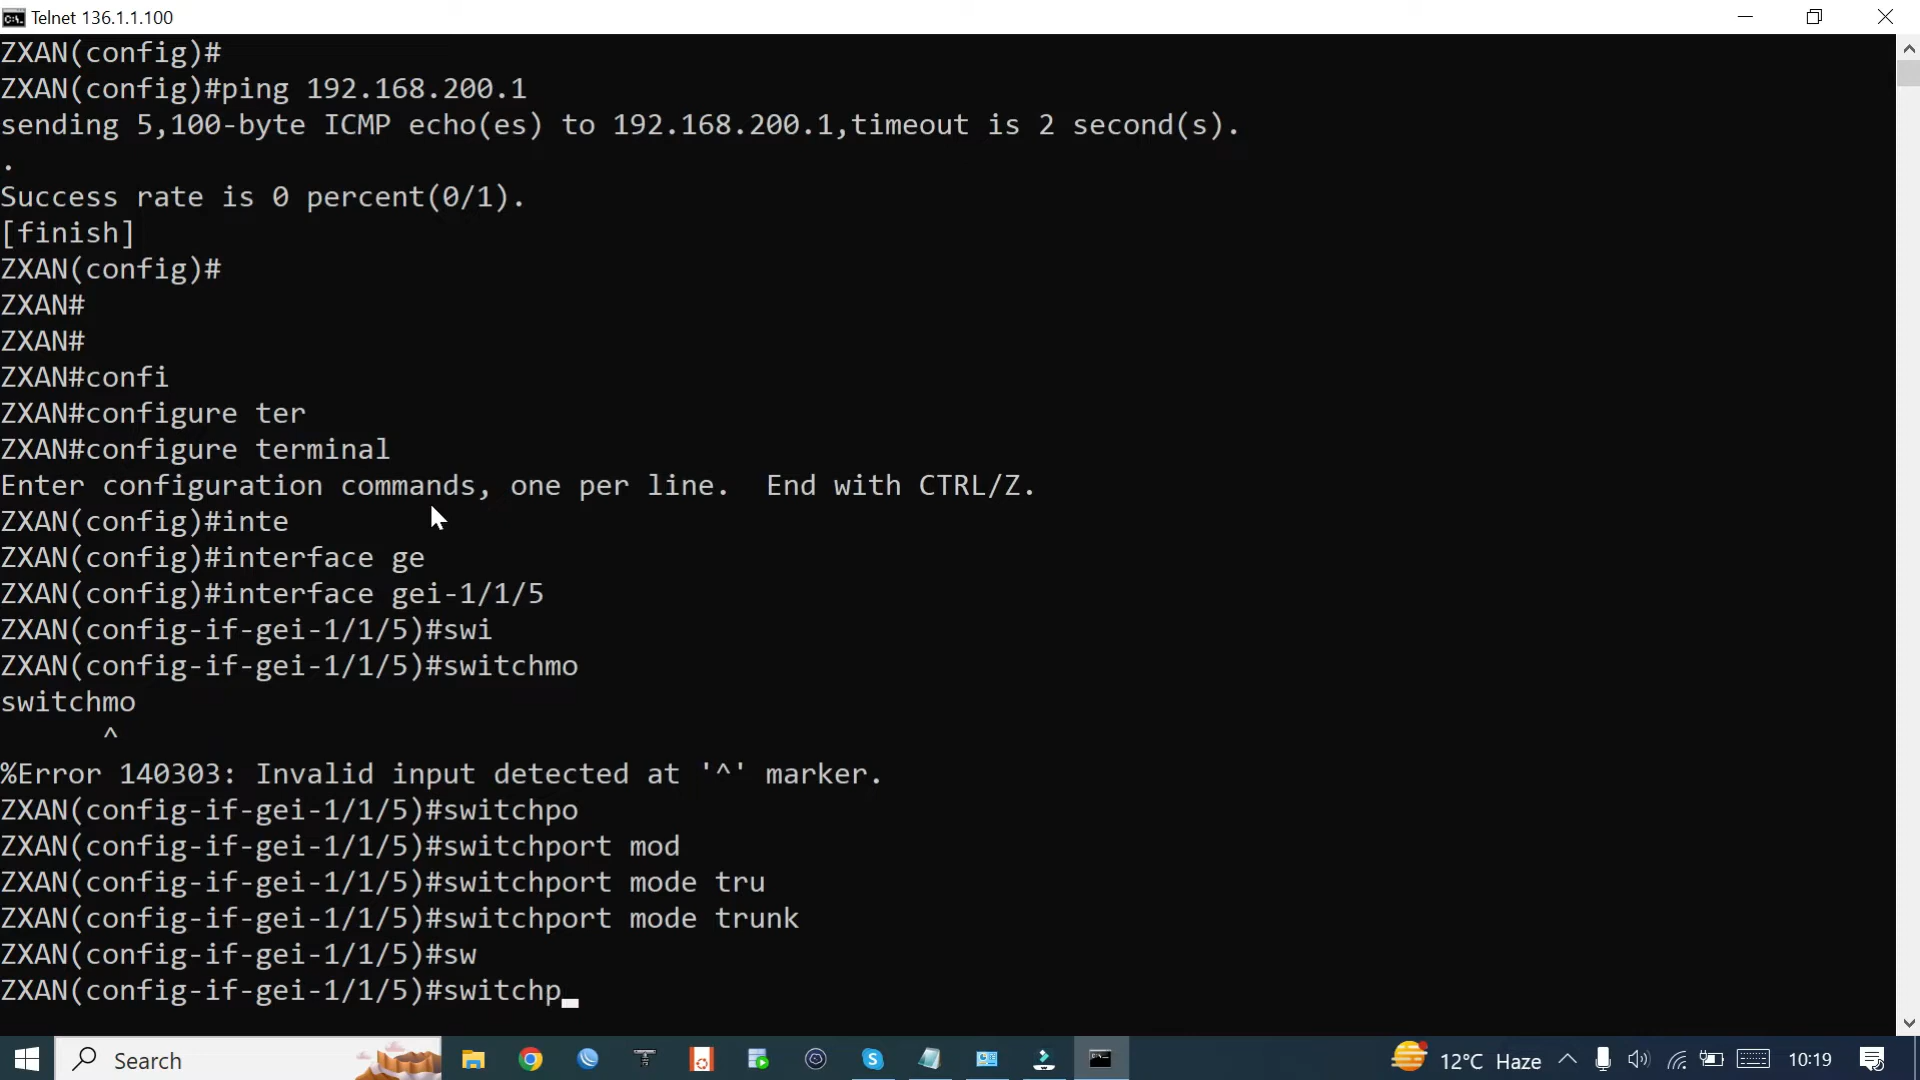 Telnet 136.1.1.100
ZXAN(config)#
ZXAN(config)#ping 192.168.200.1
sending 5,100-byte ICMP echo(es) to 192.168.200.1,timeout is 2 second(s).
.
Success rate is 0 percent(0/1).
[finish]
ZXAN(config)#
ZXAN#
ZXAN#
ZXAN#confi
ZXAN#configure ter
ZXAN#configure terminal
Enter configuration commands, one per line.  End with CTRL/Z.
ZXAN(config)#inte
ZXAN(config)#interface ge
ZXAN(config)#interface gei-1/1/5
ZXAN(config-if-gei-1/1/5)#swi
ZXAN(config-if-gei-1/1/5)#switchmo
switchmo
^
%Error 140303: Invalid input detected at '^' marker.
ZXAN(config-if-gei-1/1/5)#switchpo
ZXAN(config-if-gei-1/1/5)#switchport mod
ZXAN(config-if-gei-1/1/5)#switchport mode tru
ZXAN(config-if-gei-1/1/5)#switchport mode trunk
ZXAN(config-if-gei-1/1/5)#sw
ZXAN(config-if-gei-1/1/5)#switchp_
Search 12°C Haze 10:19